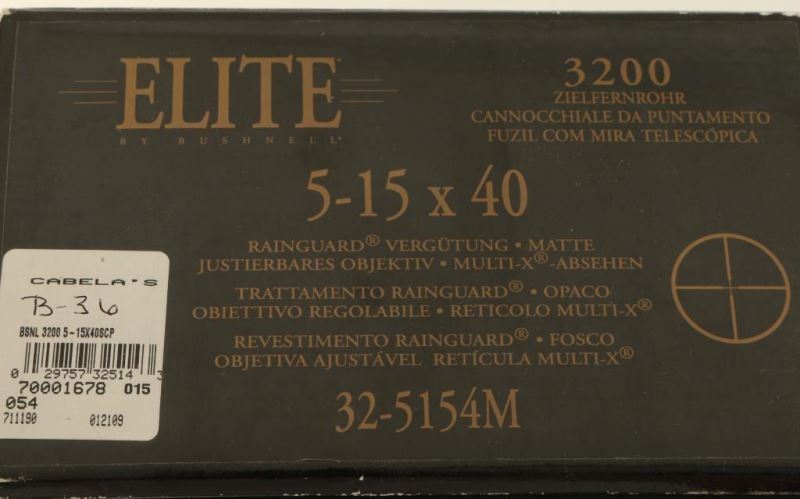 ELITE
BY BUSHNELL®
3200
ZIELFERNROHR
CANNOCCHIALE DA PUNTAMENTO
FUZIL COM MIRA TELESCÓPICA
5-15 x 40
RAINGUARD® VERGÜTUNG • MATTE
JUSTIERBARES OBJEKTIV • MULTI-X®-ABSEHEN
TRATTAMENTO RAINGUARD® • OPACO
OBIETTIVO REGOLABILE • RETICOLO MULTI-X®
REVESTIMENTO RAINGUARD® • FOSCO
OBJETIVA AJUSTÁVEL RETÍCULA MULTI-X®
32-5154M
CABELA'S
B-36
BSNL 3200 5-15X40SCP
0 29757 32514 3
70001678 015
054
711190 012109